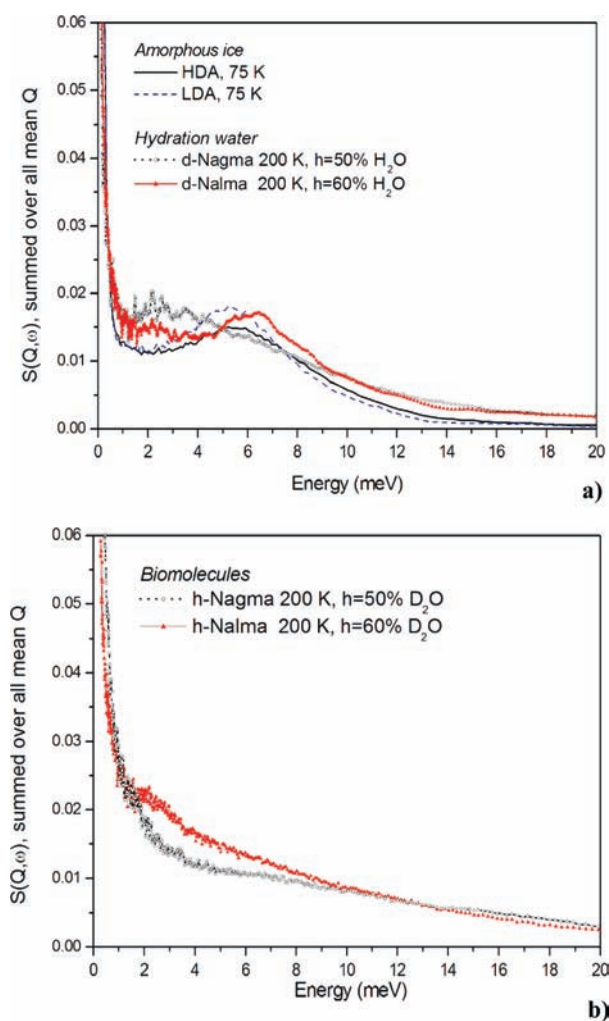 0.06
0.05
0.04
0.03
0.02
0.01
0.00
S(Q,ω), summed over all mean Q
Amorphous ice
HDA, 75 K
LDA, 75 K
Hydration water
d-Nagma 200 K, h=50% H₂O
d-Nalma 200 K, h=60% H₂O
0 2 4 6 8 10 12 14 16 18 20
Energy (meV)
a)
0.06
0.05
0.04
0.03
0.02
0.01
0.00
S(Q,ω), summed over all mean Q
Biomolecules
h-Nagma 200 K, h=50% D₂O
h-Nalma 200 K, h=60% D₂O
0 2 4 6 8 10 12 14 16 18 20
Energy (meV)
b)